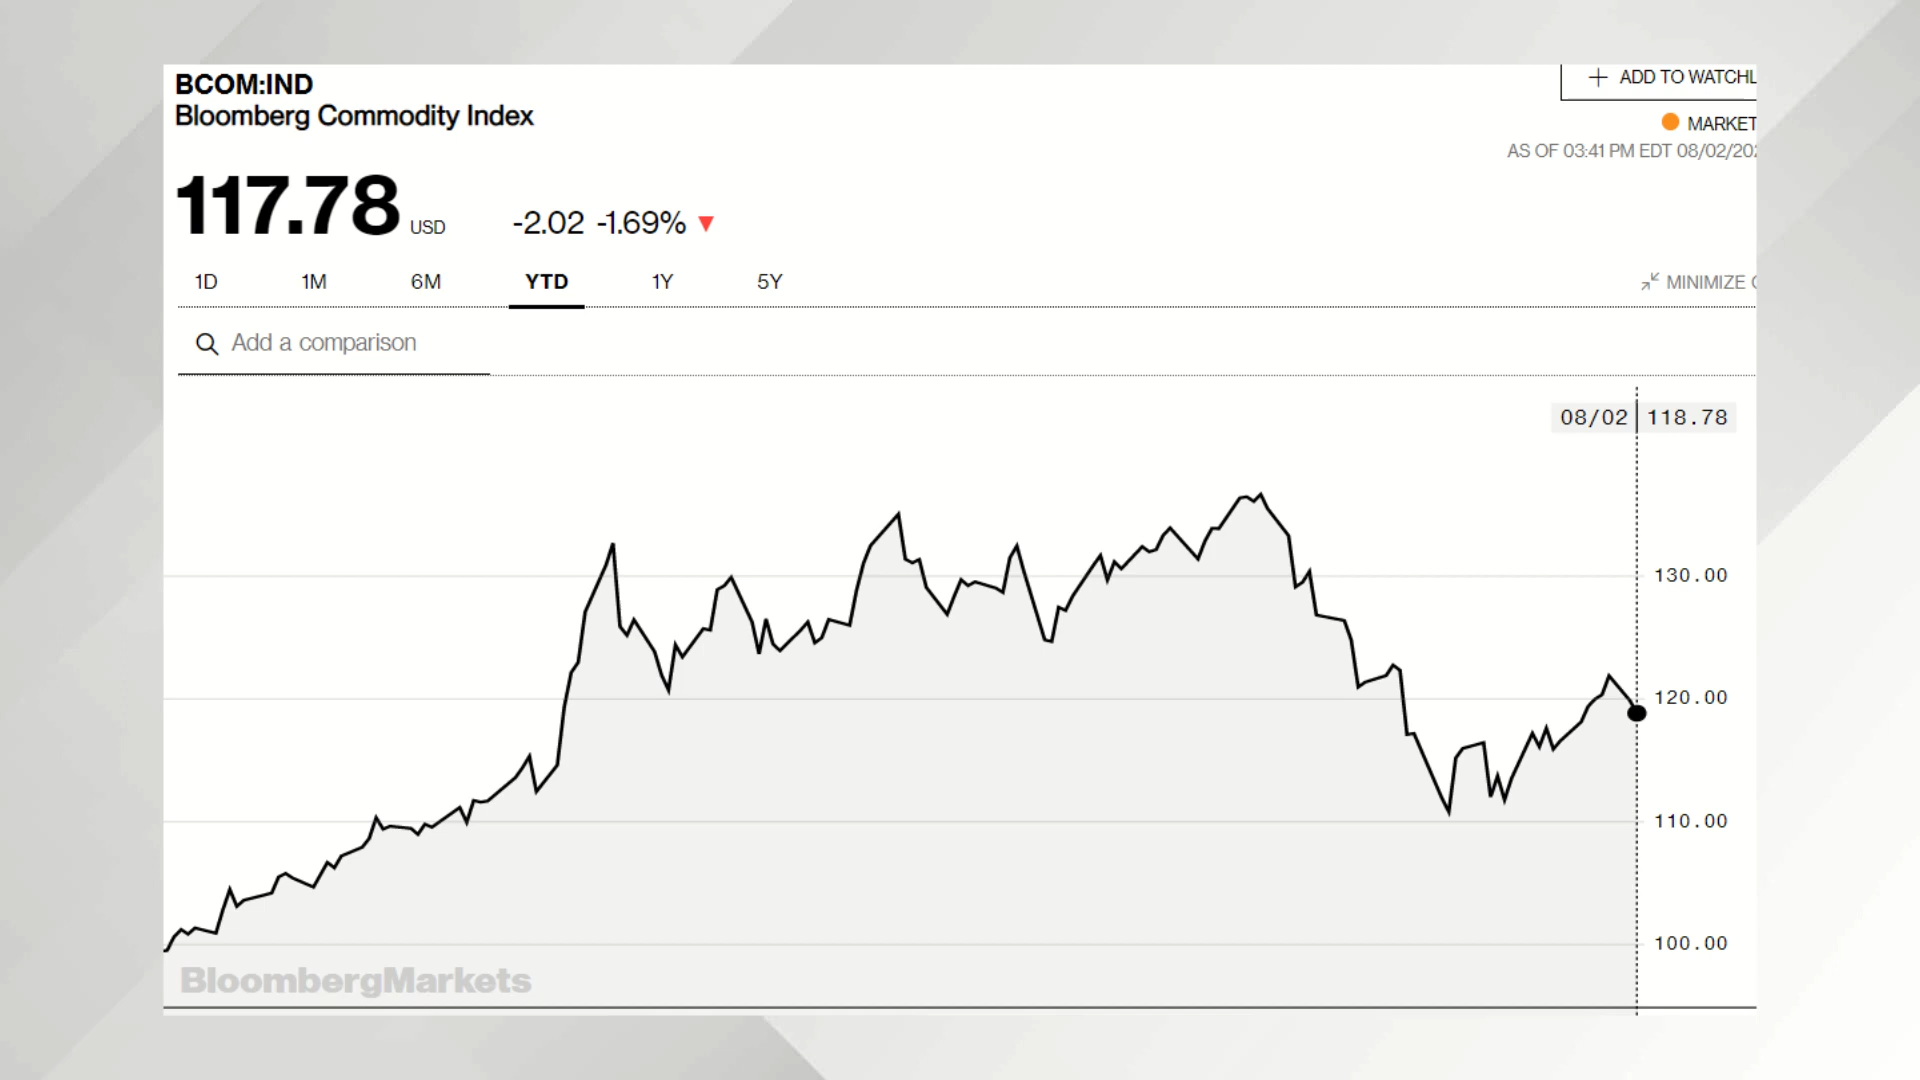 BCOM:IND
+ ADD TO WATCHL
Bloomberg Commodity Index
MARKET
AS OF 03:41 PM EDT 08/02/202
117.78 USD -2.02 -1.69%
1D 1M 6M YTD 1Y 5Y
MINIMIZE C
Add a comparison
08/02 118.78
130.00
120.00
110.00
100.00
BloombergMarkets